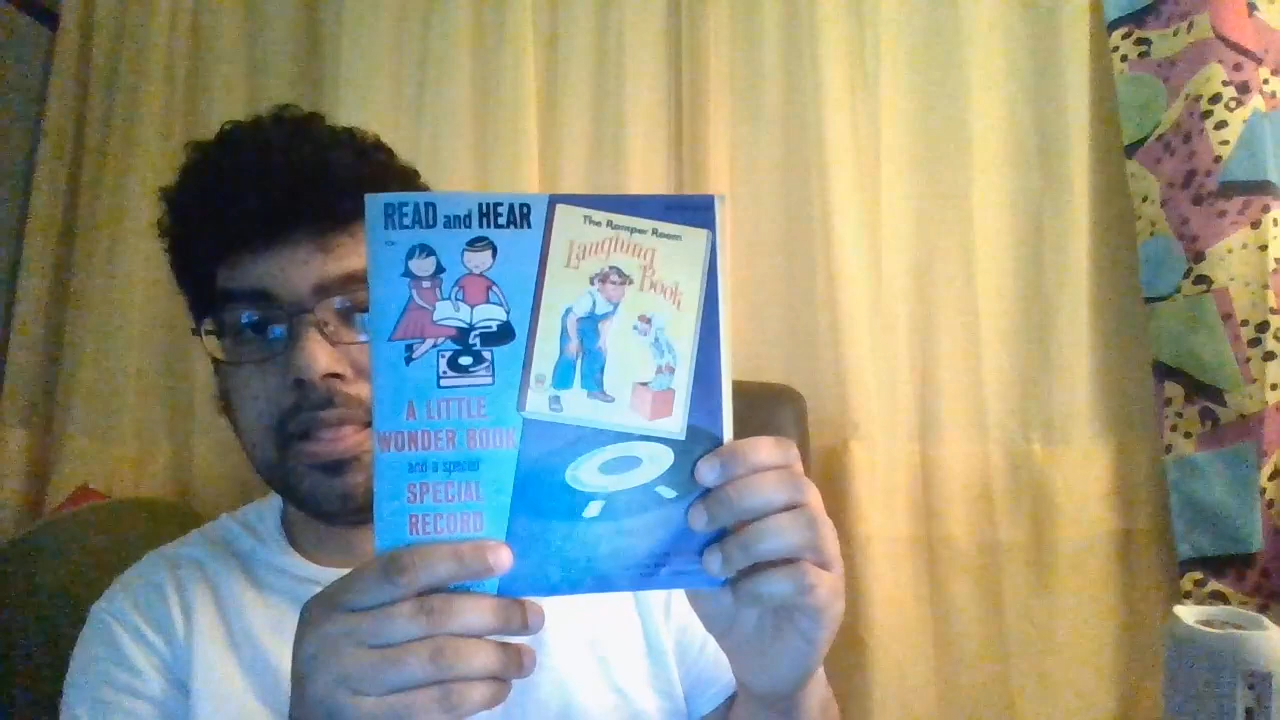 READ and HEAR
A LITTLE
WONDER BOOK
and a special
SPECIAL
RECORD
The Romper Room
Laughing
Book